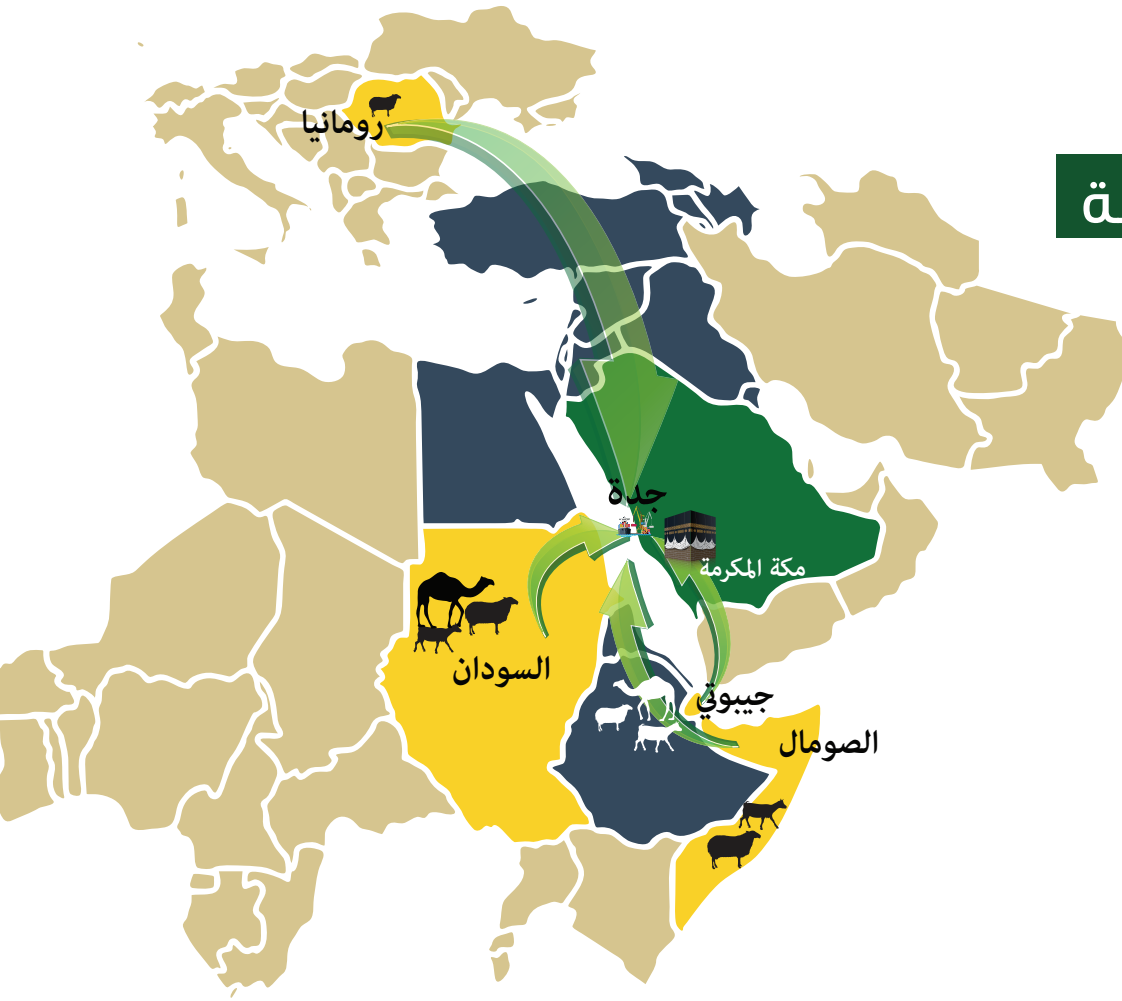 رومانيا
جدة
مكة المكرمة
السودان
جيبوتي
الصومال